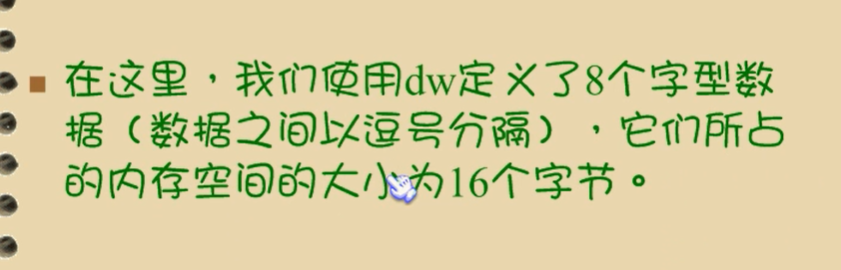 在这里，我们使用dw定义了8个字型数
据（数据之间以逗号分隔），它们所占
的内存空间的大小为16个字节。